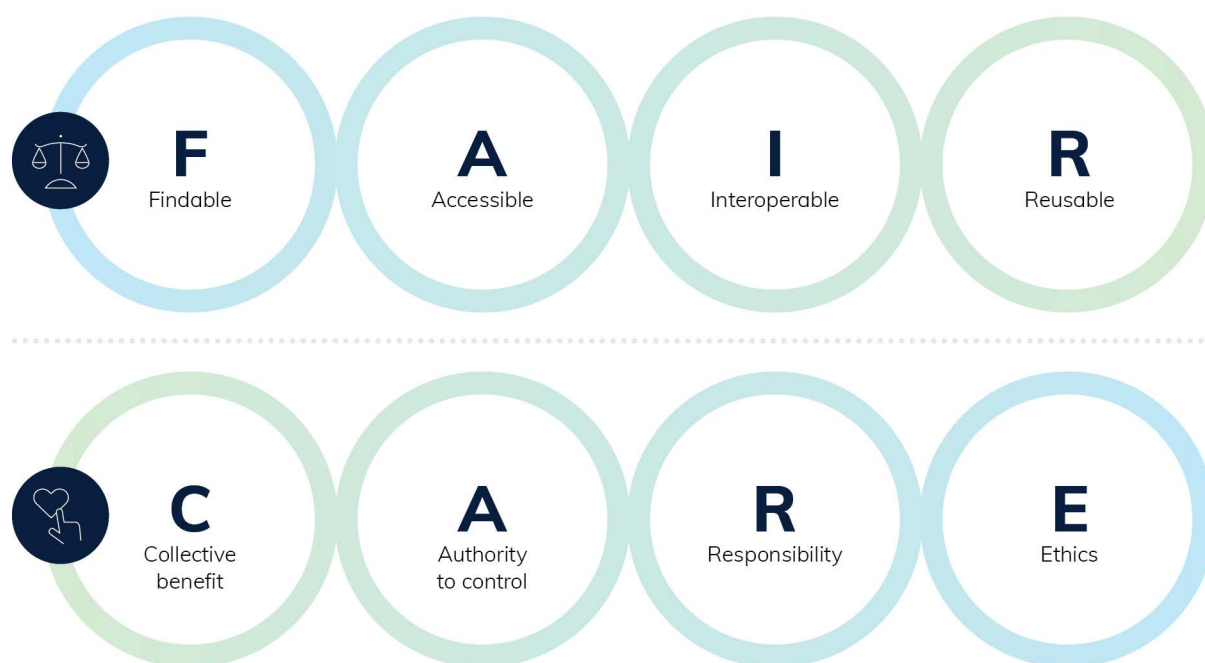 F A I R
Findable Accessible Interoperable Reusable
C A R E
Collective benefit Authority to control Responsibility Ethics